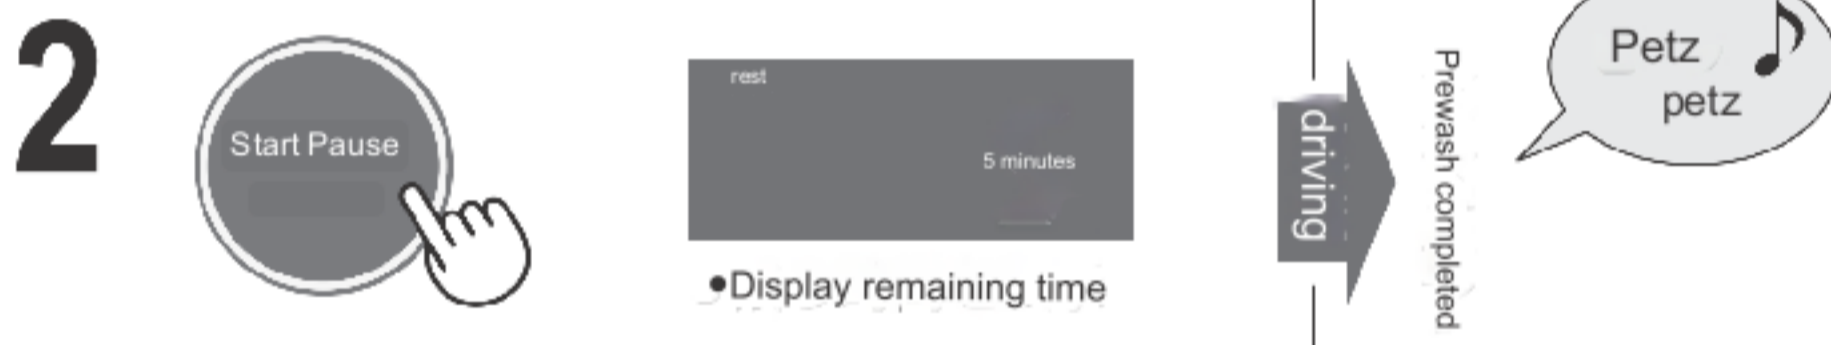 2
Start Pause
rest
5 minutes
•Display remaining time
driving
Prewash completed
Petz
petz